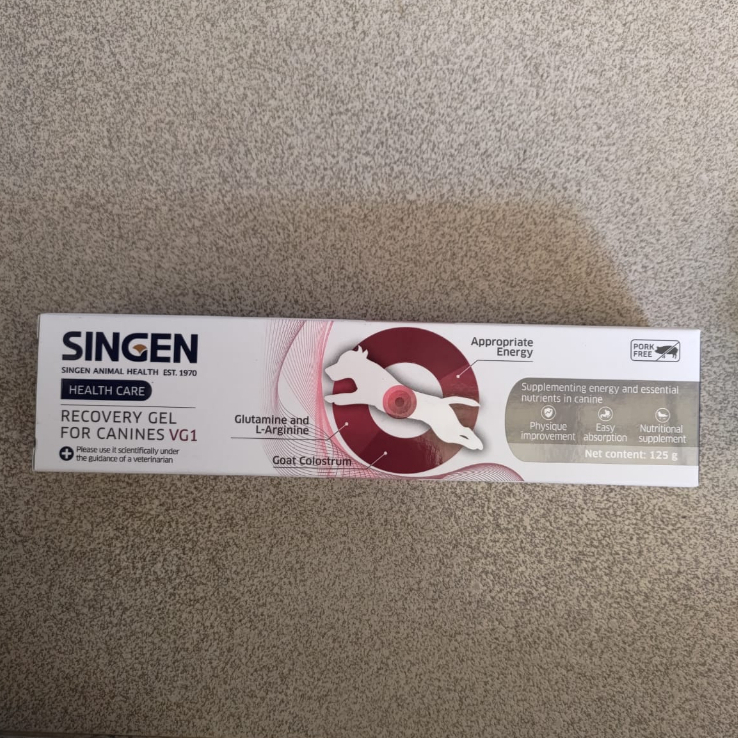 SINGEN
SINGEN ANIMAL HEALTH EST. 1970
HEALTH CARE
RECOVERY GEL
FOR CANINES VG1
Please use it scientifically under
the guidance of a veterinarian
Glutamine and
L-Arginine
Goat Colostrum
Appropriate
Energy
PORK
FREE
Supplementing energy and essential
nutrients in canine
Physique
improvement
Easy
absorption
Nutritional
supplement
Net content: 125 g